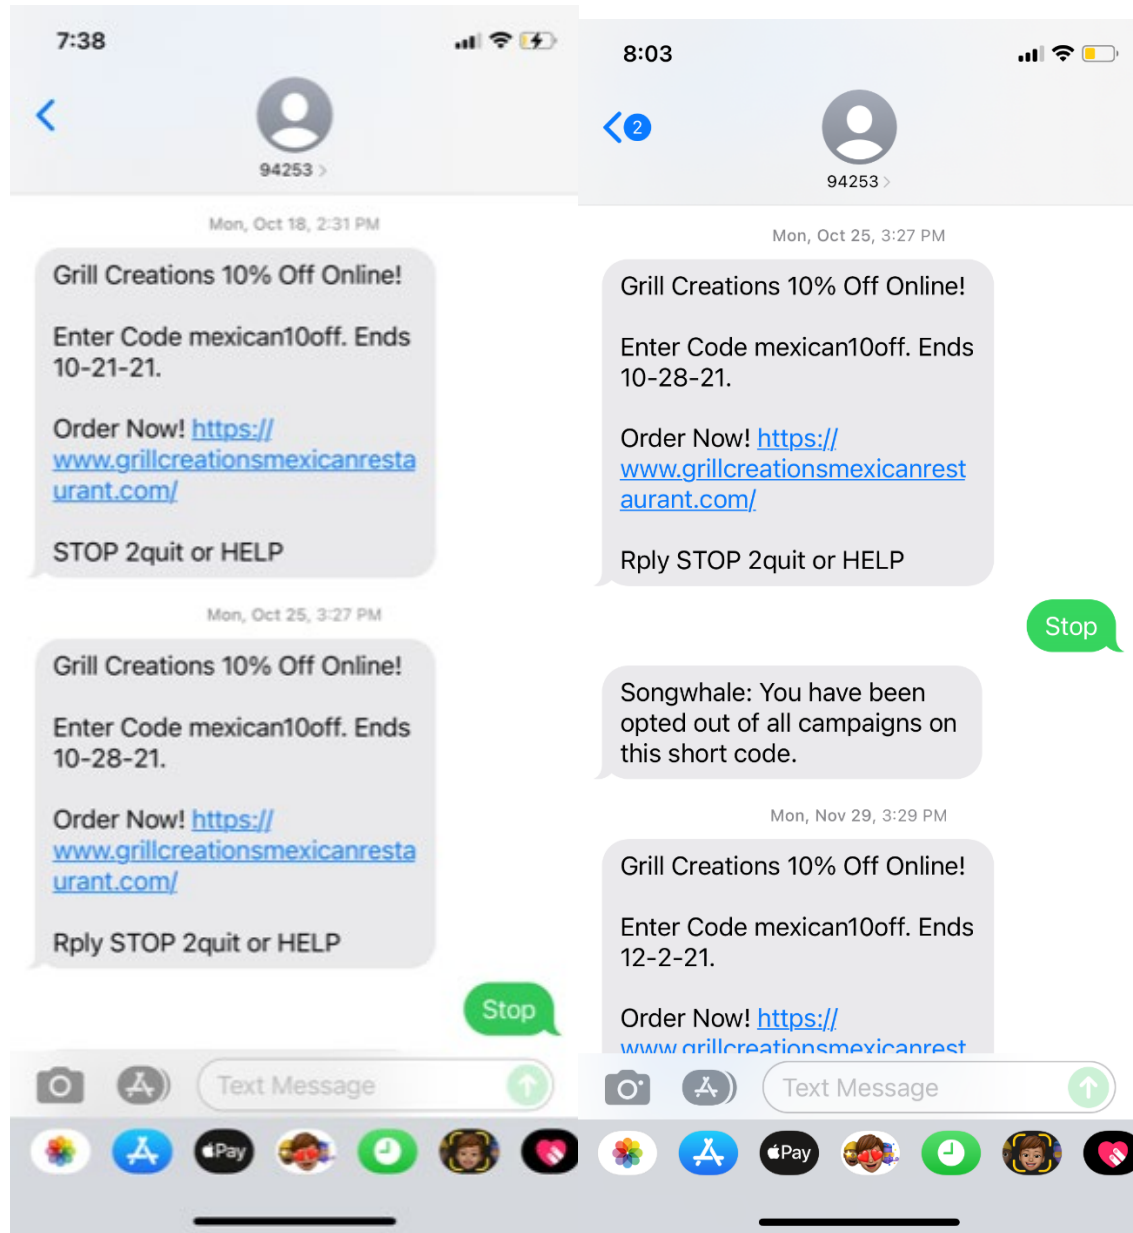 7:38
94253 >
Mon, Oct 18, 2:31 PM
Grill Creations 10% Off Online!
Enter Code mexican10off. Ends
10-21-21.
Order Now! https://
www.grillcreationsmexicanresta
urant.com/
STOP 2quit or HELP
Mon, Oct 25, 3:27 PM
Grill Creations 10% Off Online!
Enter Code mexican10off. Ends
10-28-21.
Order Now! https://
www.grillcreationsmexicanresta
urant.com/
Rply STOP 2quit or HELP
Stop
Text Message
Pay
8:03
2
94253 >
Mon, Oct 25, 3:27 PM
Grill Creations 10% Off Online!
Enter Code mexican10off. Ends
10-28-21.
Order Now! https://
www.grillcreationsmexicanrest
aurant.com/
Rply STOP 2quit or HELP
Stop
Songwhale: You have been
opted out of all campaigns on
this short code.
Mon, Nov 29, 3:29 PM
Grill Creations 10% Off Online!
Enter Code mexican10off. Ends
12-2-21.
Order Now! https://
www.grillcreationsmexicanrest
Text Message
Pay